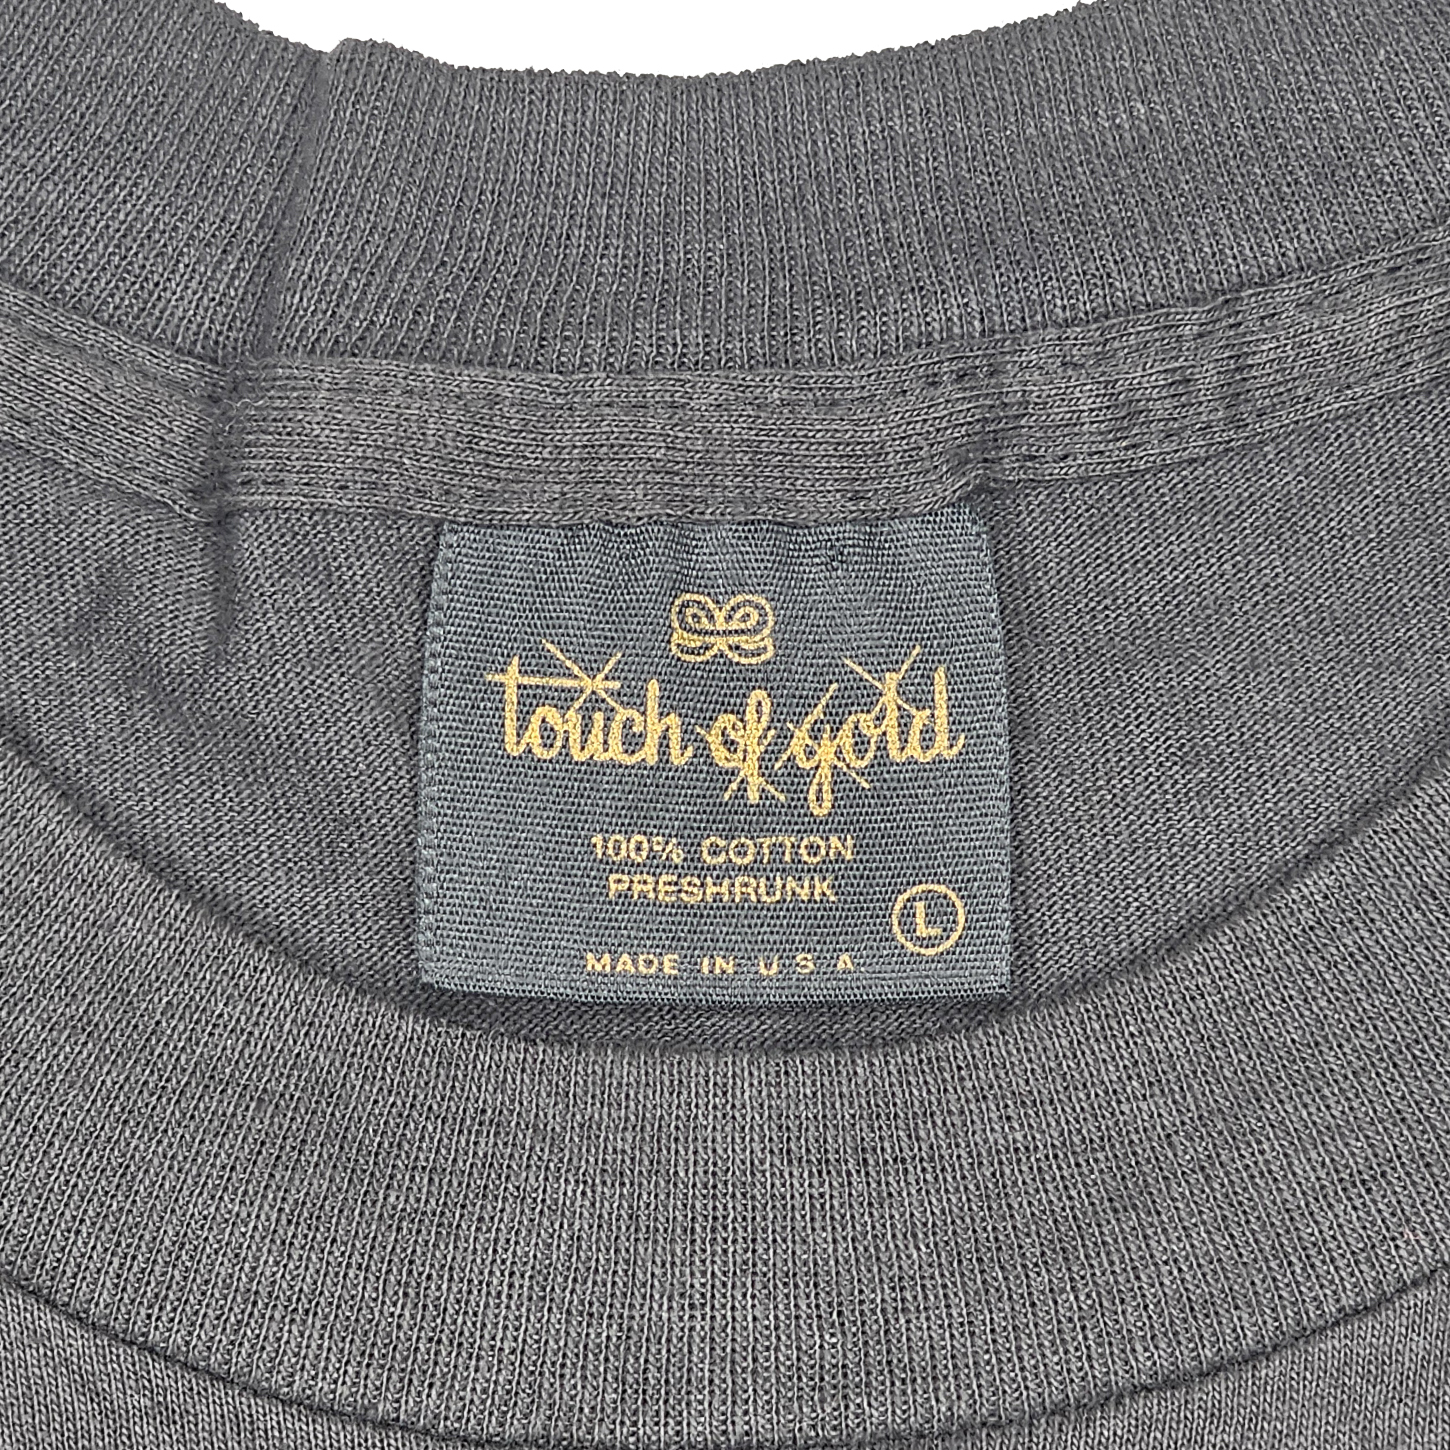 touch of gold
100% COTTON
PRESHRUNK
L
MADE IN U S A